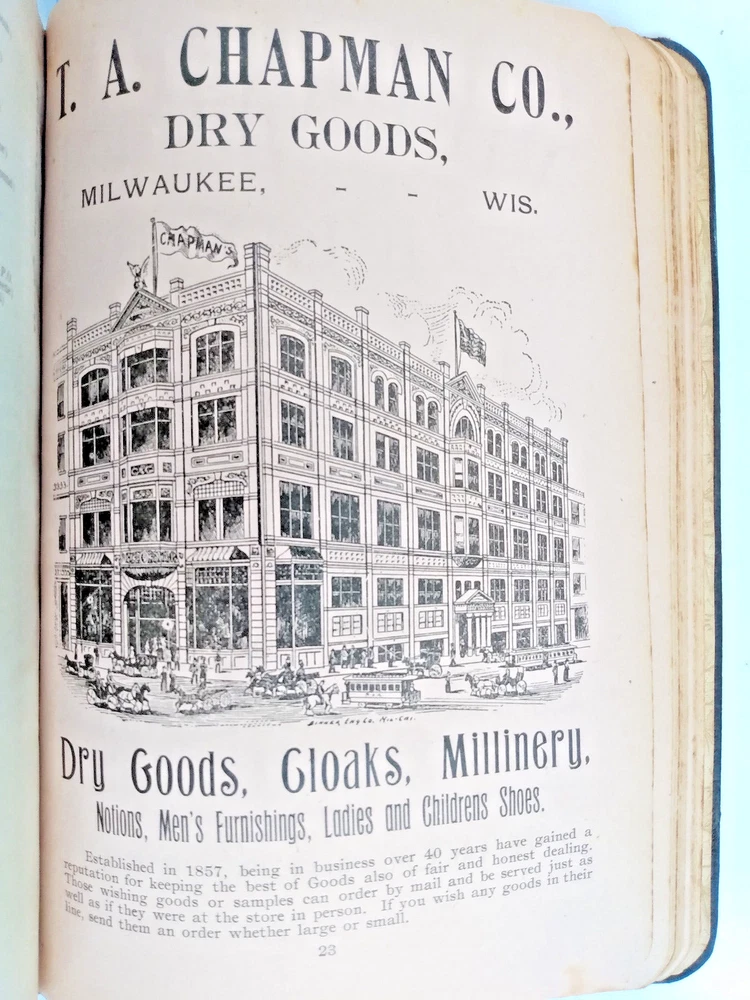 T. A. CHAPMAN CO.,
DRY GOODS,
MILWAUKEE, - - WIS.
CHAPMAN'S
Dry Goods, Cloaks, Millinery,
Notions, Men's Furnishings, Ladies and Childrens Shoes.
Established in 1857, being in business over 40 years have gained a
reputation for keeping the best of Goods also of fair and honest dealing.
Those wishing goods or samples can order by mail and be served just as
well as if they were at the store in person. If you wish any goods in their
line, send them an order whether large or small.
23